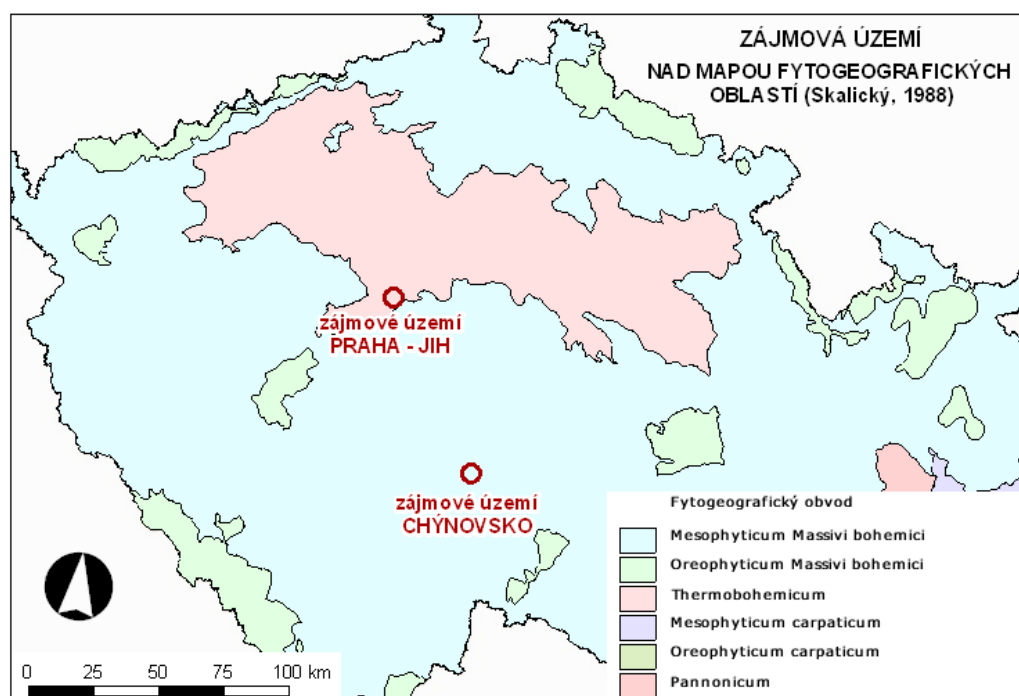 ZÁJMOVÁ ÚZEMÍ
NAD MAPOU FYTOGEOGRAFICKÝCH
OBLASTÍ (Skalický, 1988)
zájmové území
PRAHA - JIH
zájmové území
CHÝNOVSKO
Fytogeografický obvod
Mesophyticum Massivi bohemici
Oreophyticum Massivi bohemici
Thermobohemicum
Mesophyticum carpaticum
Oreophyticum carpaticum
Pannonicum
0 25 50 75 100 km